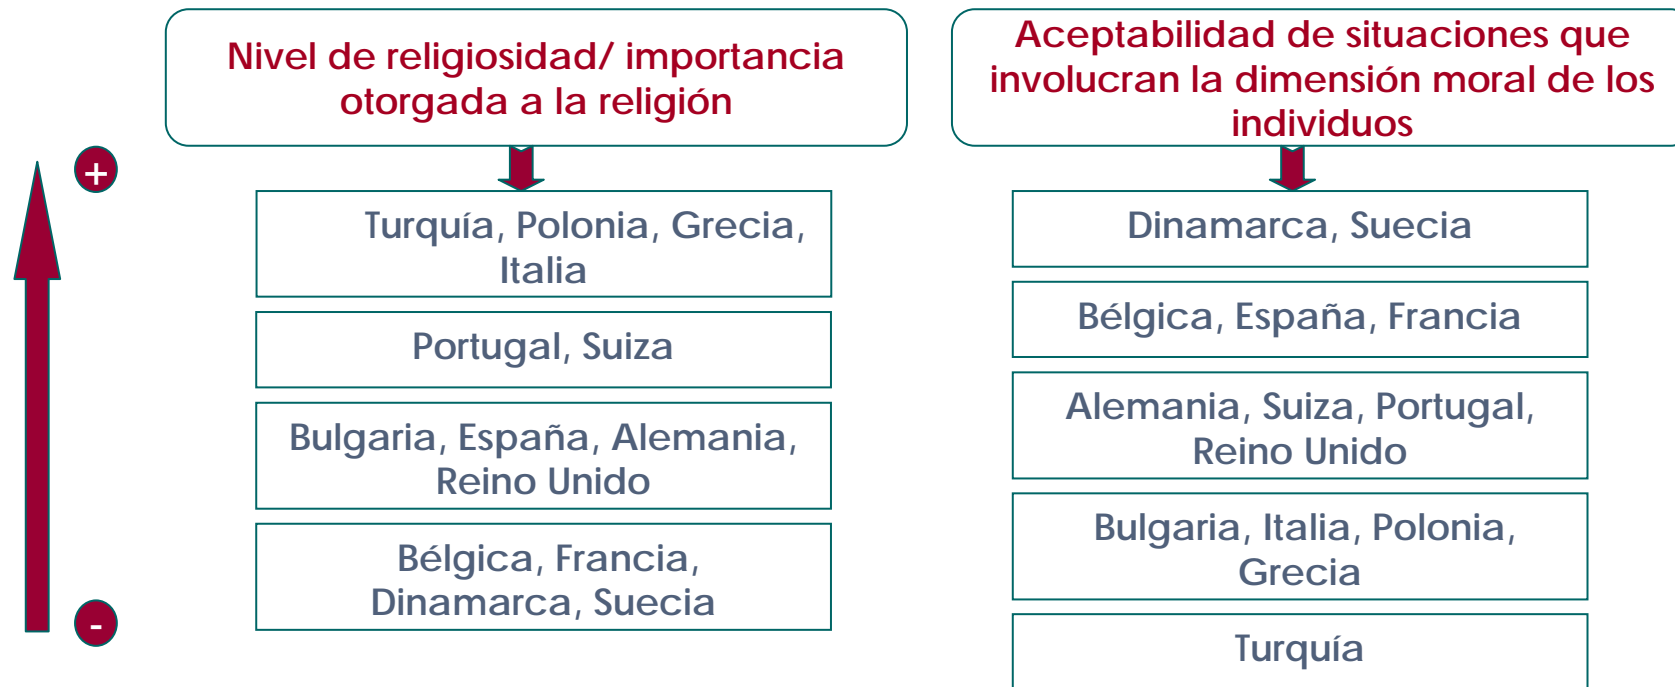 Nivel de religiosidad/ importancia
otorgada a la religión
Aceptabilidad de situaciones que
involucran la dimensión moral de los
individuos
+
Turquía, Polonia, Grecia,
Italia
Portugal, Suiza
Bulgaria, España, Alemania,
Reino Unido
Bélgica, Francia,
Dinamarca, Suecia
-
Dinamarca, Suecia
Bélgica, España, Francia
Alemania, Suiza, Portugal,
Reino Unido
Bulgaria, Italia, Polonia,
Grecia
Turquía